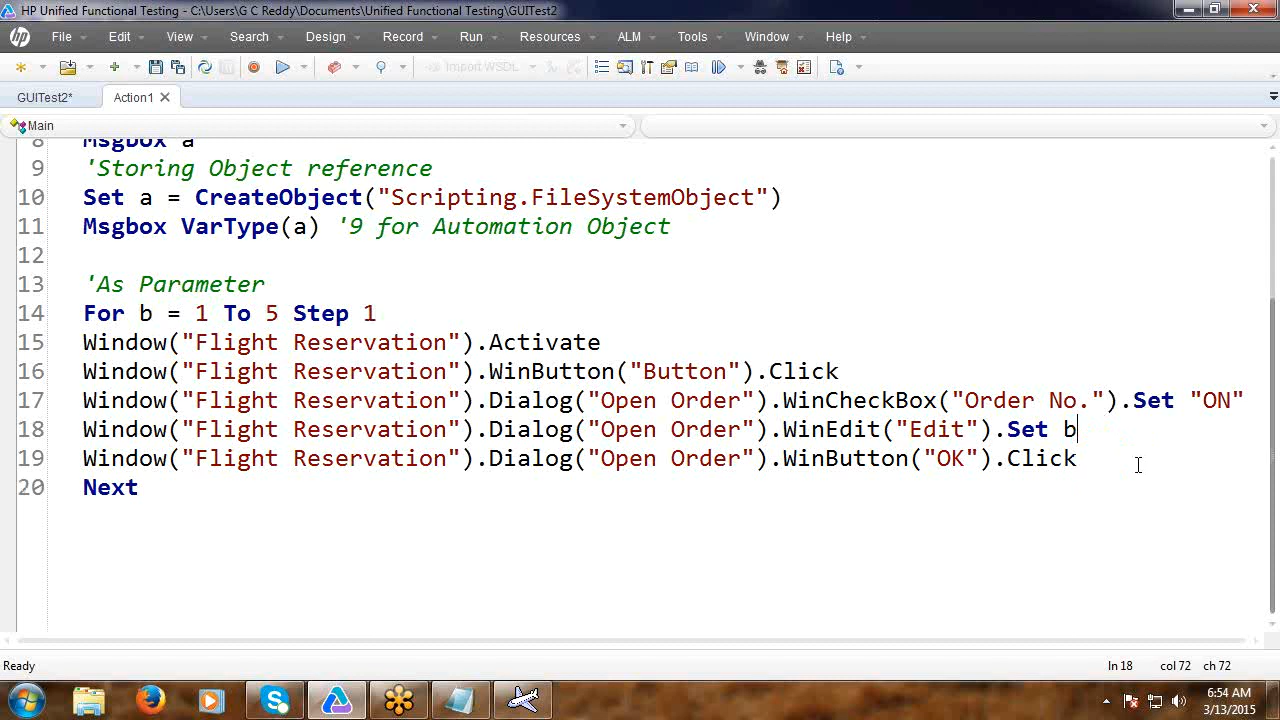 HP Unified Functional Testing - C:\Users\G C Reddy\Documents\Unified Functional Testing\GUITest2
hp File Edit View Search Design Record Run Resources ALM Tools Window Help
Import WSDL
GUITest2* Action1
Main
8 Msgbox a
9 'Storing Object reference
10 Set a = CreateObject("Scripting.FileSystemObject")
11 Msgbox VarType(a) '9 for Automation Object
12
13 'As Parameter
14 For b = 1 To 5 Step 1
15 Window("Flight Reservation").Activate
16 Window("Flight Reservation").WinButton("Button").Click
17 Window("Flight Reservation").Dialog("Open Order").WinCheckBox("Order No.").Set "ON"
18 Window("Flight Reservation").Dialog("Open Order").WinEdit("Edit").Set b
19 Window("Flight Reservation").Dialog("Open Order").WinButton("OK").Click
20 Next
Ready ln 18 col 72 ch 72
6:54 AM
3/13/2015